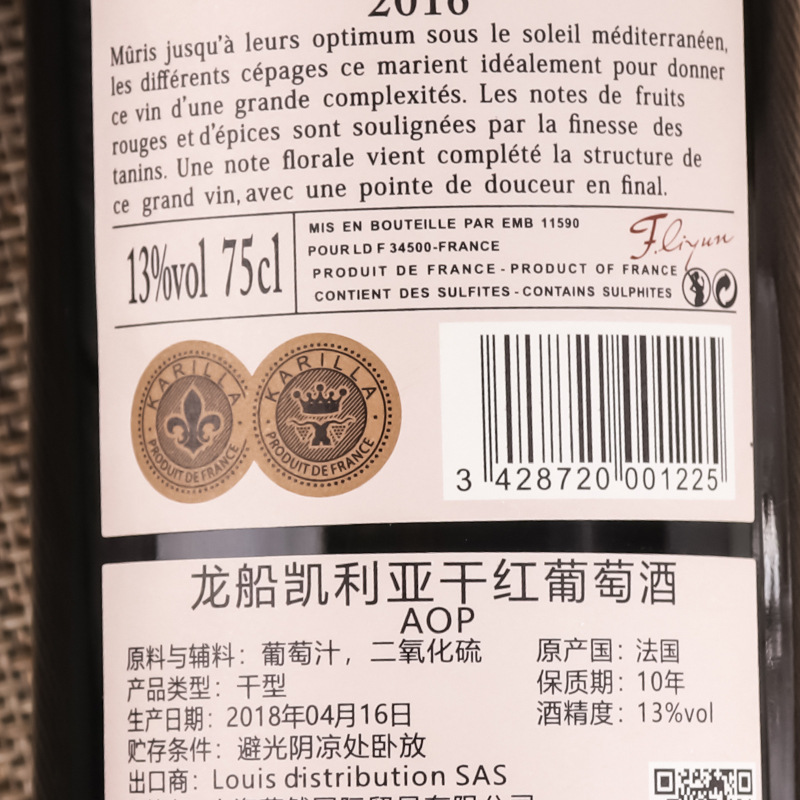 2016
Mûris jusqu'à leurs optimum sous le soleil méditerranéen,
les différents cépages ce marient idéalement pour donner
ce vin d'une grande complexités. Les notes de fruits
rouges et d'épices sont soulignées par la finesse des
tanins. Une note florale vient complété la structure de
ce grand vin, avec une pointe de douceur en final.
13%vol 75cl
MIS EN BOUTEILLE PAR EMB 11590
POUR LD F 34500-FRANCE
PRODUIT DE FRANCE - PRODUCT OF FRANCE
CONTIENT DES SULFITES - CONTAINS SULPHITES
F.liyun
KARILLA
PRODUIT DE FRANCE
KARILLA
PRODUIT DE FRANCE
3 428720 001225
龙船凯利亚干红葡萄酒
AOP
原料与辅料：葡萄汁，二氧化硫
原产国：法国
产品类型：干型
保质期：10年
生产日期：2018年04月16日
酒精度：13%vol
贮存条件：避光阴凉处卧放
出口商：Louis distribution SAS